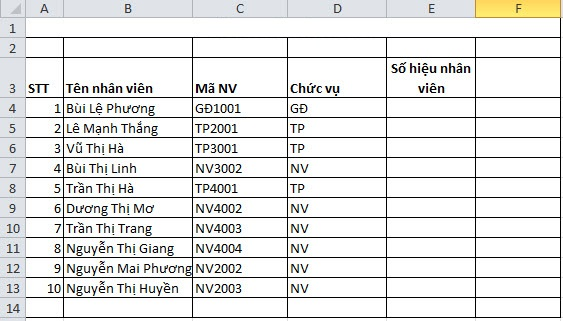 A B C D E F
1
2
3 STT Tên nhân viên Mã NV Chức vụ Số hiệu nhân viên
4 1 Bùi Lệ Phương GĐ1001 GĐ
5 2 Lê Mạnh Thắng TP2001 TP
6 3 Vũ Thị Hà TP3001 TP
7 4 Bùi Thị Linh NV3002 NV
8 5 Trần Thị Hà TP4001 TP
9 6 Dương Thị Mơ NV4002 NV
10 7 Trần Thị Trang NV4003 NV
11 8 Nguyễn Thị Giang NV4004 NV
12 9 Nguyễn Mai Phương NV2002 NV
13 10 Nguyễn Thị Huyền NV2003 NV
14